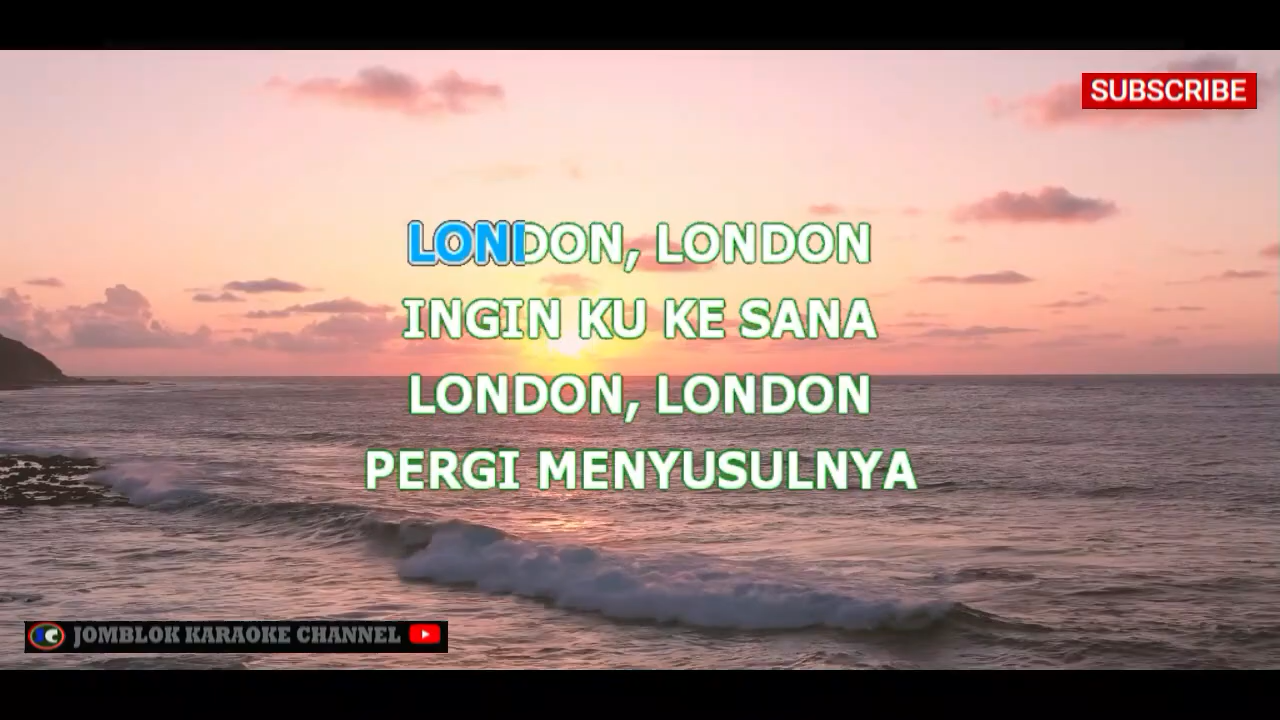 SUBSCRIBE
LONDON, LONDON
INGIN KU KE SANA
LONDON, LONDON
PERGI MENYUSULNYA
JOMBLOK KARAOKE CHANNEL